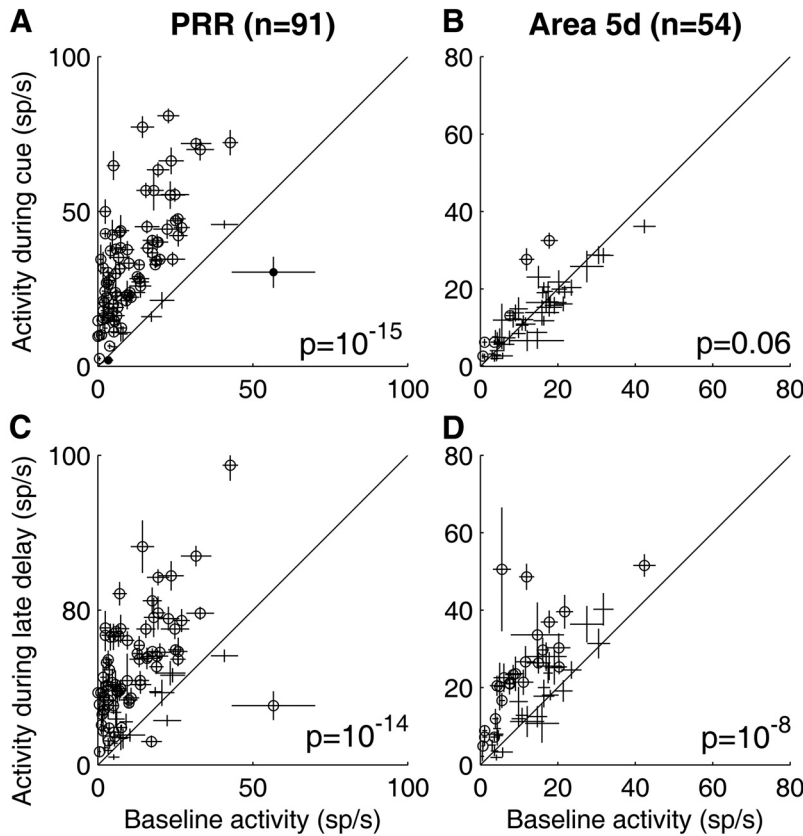 A PRR (n=91)
B Area 5d (n=54)
Activity during cue (sp/s)
100
50
0
0 50 100
p=10-15
80
60
40
20
0
0 20 40 60 80
p=0.06
C
D
Activity during late delay (sp/s)
100
80
0
0 50 100
p=10-14
Baseline activity (sp/s)
80
60
40
20
0
0 20 40 60 80
p=10-8
Baseline activity (sp/s)